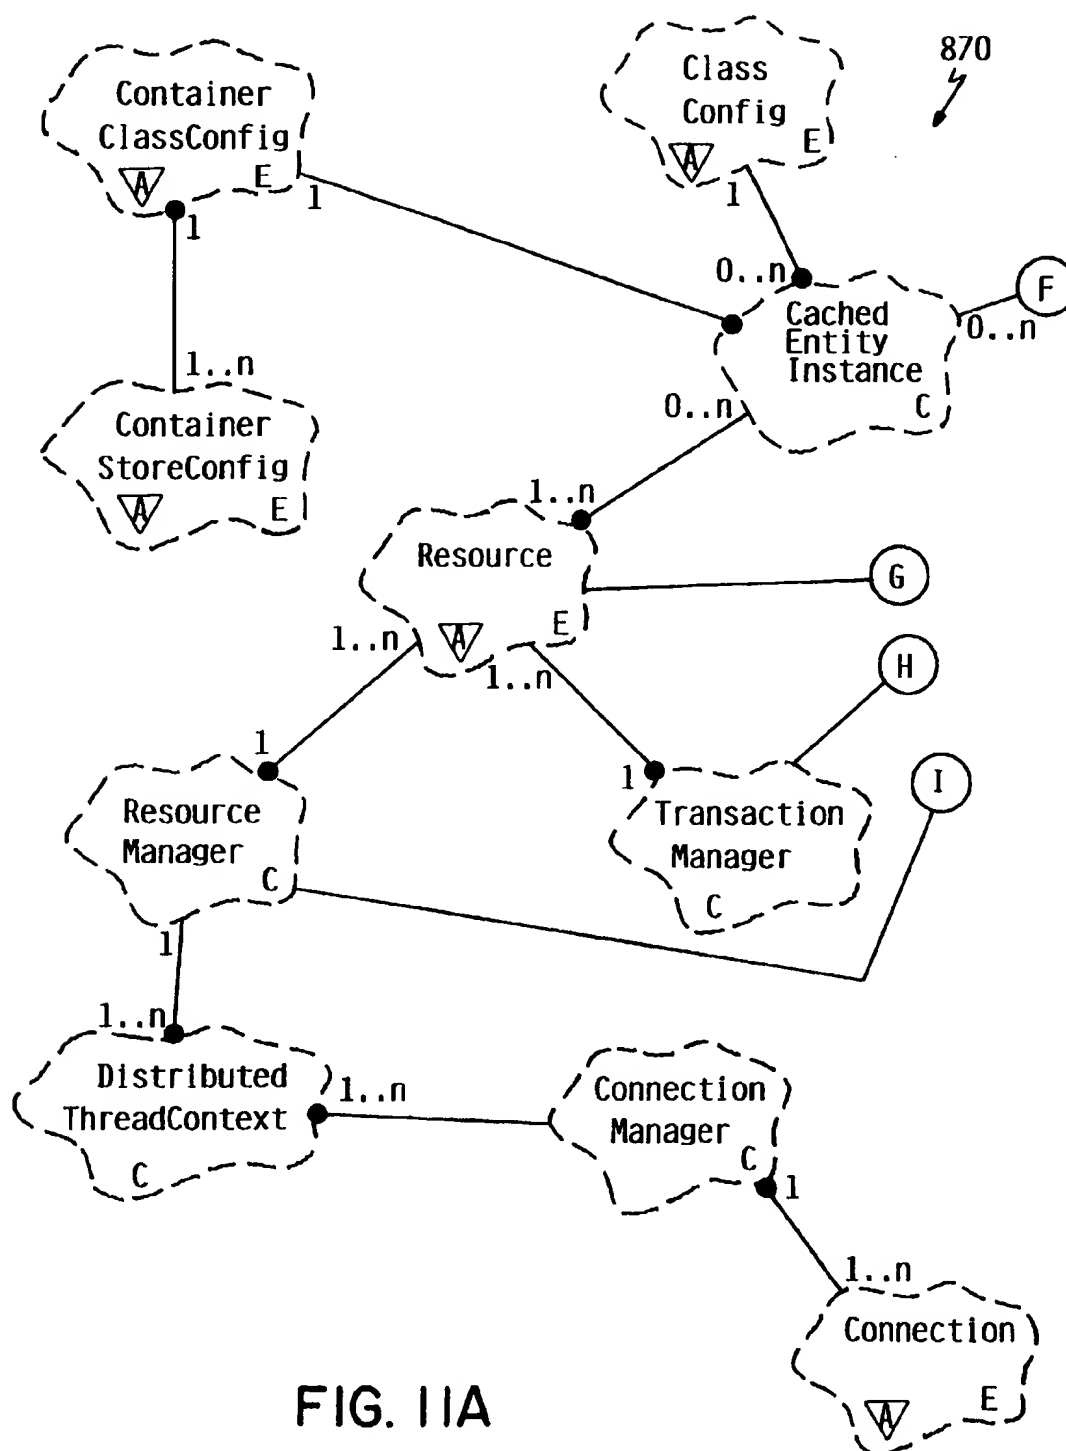 870
Container
ClassConfig
A
E
1
1
Class
Config
A
E
1
0..n
Cached
Entity
Instance
C
0..n
F
0..n
1..n
Container
StoreConfig
A
E
1..n
Resource
A
E
G
1..n
1..n
H
1
Resource
Manager
C
1
1
Transaction
Manager
C
I
1..n
Distributed
ThreadContext
C
1..n
Connection
Manager
C
1
1..n
Connection
A
E
FIG. 11A